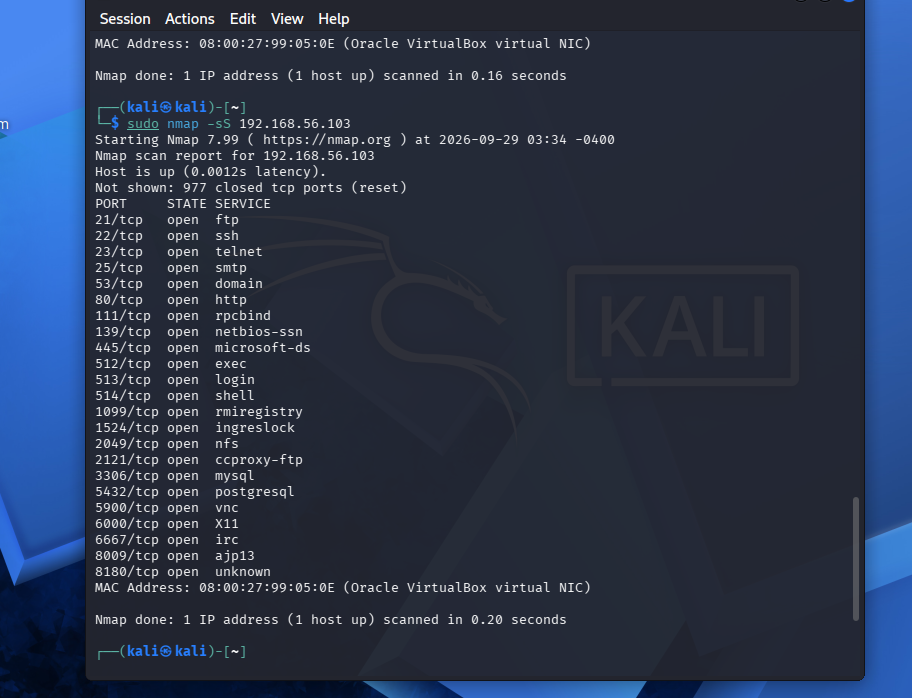 Session Actions Edit View Help
MAC Address: 08:00:27:99:05:0E (Oracle VirtualBox virtual NIC)
Nmap done: 1 IP address (1 host up) scanned in 0.16 seconds
┌──(kali㉿kali)-[~]
└─$ sudo nmap -sS 192.168.56.103
Starting Nmap 7.99 ( https://nmap.org ) at 2026-09-29 03:34 -0400
Nmap scan report for 192.168.56.103
Host is up (0.0012s latency).
Not shown: 977 closed tcp ports (reset)
PORT     STATE SERVICE
21/tcp   open  ftp
22/tcp   open  ssh
23/tcp   open  telnet
25/tcp   open  smtp
53/tcp   open  domain
80/tcp   open  http
111/tcp  open  rpcbind
139/tcp  open  netbios-ssn
445/tcp  open  microsoft-ds
512/tcp  open  exec
513/tcp  open  login
514/tcp  open  shell
1099/tcp open  rmiregistry
1524/tcp open  ingreslock
2049/tcp open  nfs
2121/tcp open  ccproxy-ftp
3306/tcp open  mysql
5432/tcp open  postgresql
5900/tcp open  vnc
6000/tcp open  X11
6667/tcp open  irc
8009/tcp open  ajp13
8180/tcp open  unknown
MAC Address: 08:00:27:99:05:0E (Oracle VirtualBox virtual NIC)
Nmap done: 1 IP address (1 host up) scanned in 0.20 seconds
┌──(kali㉿kali)-[~]
KALI